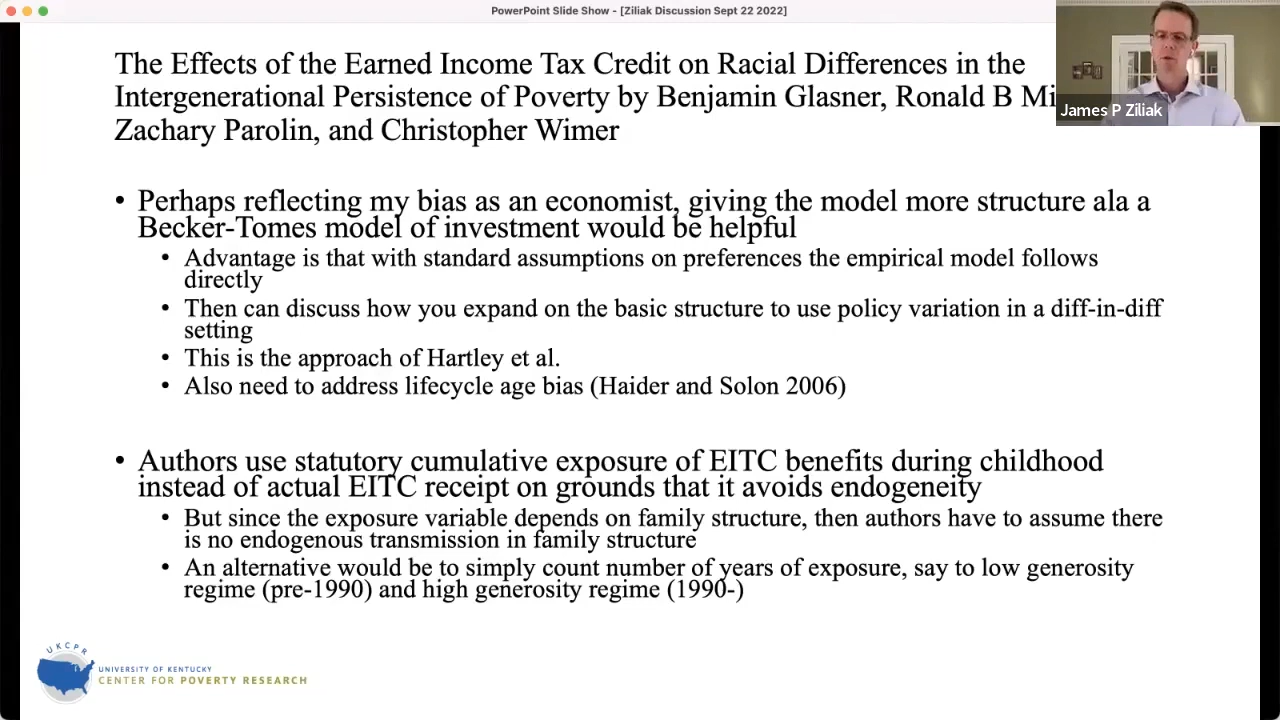 PowerPoint Slide Show - [Ziliak Discussion Sept 22 2022]
The Effects of the Earned Income Tax Credit on Racial Differences in the
Intergenerational Persistence of Poverty by Benjamin Glasner, Ronald B Mi
Zachary Parolin, and Christopher Wimer
James P Ziliak
• Perhaps reflecting my bias as an economist, giving the model more structure ala a
Becker-Tomes model of investment would be helpful
• Advantage is that with standard assumptions on preferences the empirical model follows
directly
• Then can discuss how you expand on the basic structure to use policy variation in a diff-in-diff
setting
• This is the approach of Hartley et al.
• Also need to address lifecycle age bias (Haider and Solon 2006)
• Authors use statutory cumulative exposure of EITC benefits during childhood
instead of actual EITC receipt on grounds that it avoids endogeneity
• But since the exposure variable depends on family structure, then authors have to assume there
is no endogenous transmission in family structure
• An alternative would be to simply count number of years of exposure, say to low generosity
regime (pre-1990) and high generosity regime (1990-)
UKCPR
UNIVERSITY OF KENTUCKY
CENTER FOR POVERTY RESEARCH